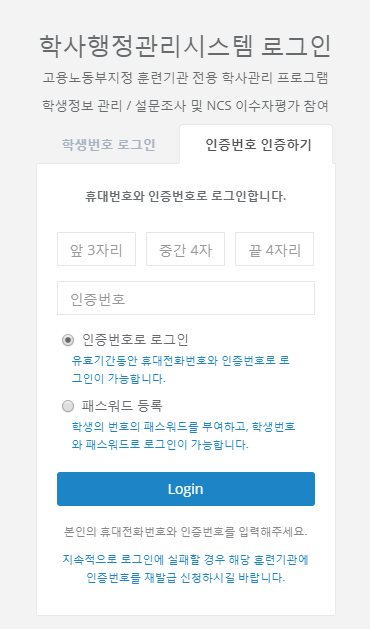 학사행정관리시스템 로그인
고용노동부지정 훈련기관 전용 학사관리 프로그램
학생정보 관리 / 설문조사 및 NCS 이수자평가 참여
학생번호 로그인 인증번호 인증하기
휴대번호와 인증번호로 로그인합니다.
앞 3자리 중간 4자 끝 4자리
인증번호
인증번호로 로그인
유효기간동안 휴대전화번호와 인증번호로 로
그인이 가능합니다.
패스워드 등록
학생의 번호의 패스워드를 부여하고, 학생번호
와 패스워드로 로그인이 가능합니다.
Login
본인의 휴대전화번호와 인증번호를 입력해주세요.
지속적으로 로그인에 실패할 경우 해당 훈련기관에
인증번호를 재발급 신청하시길 바랍니다.